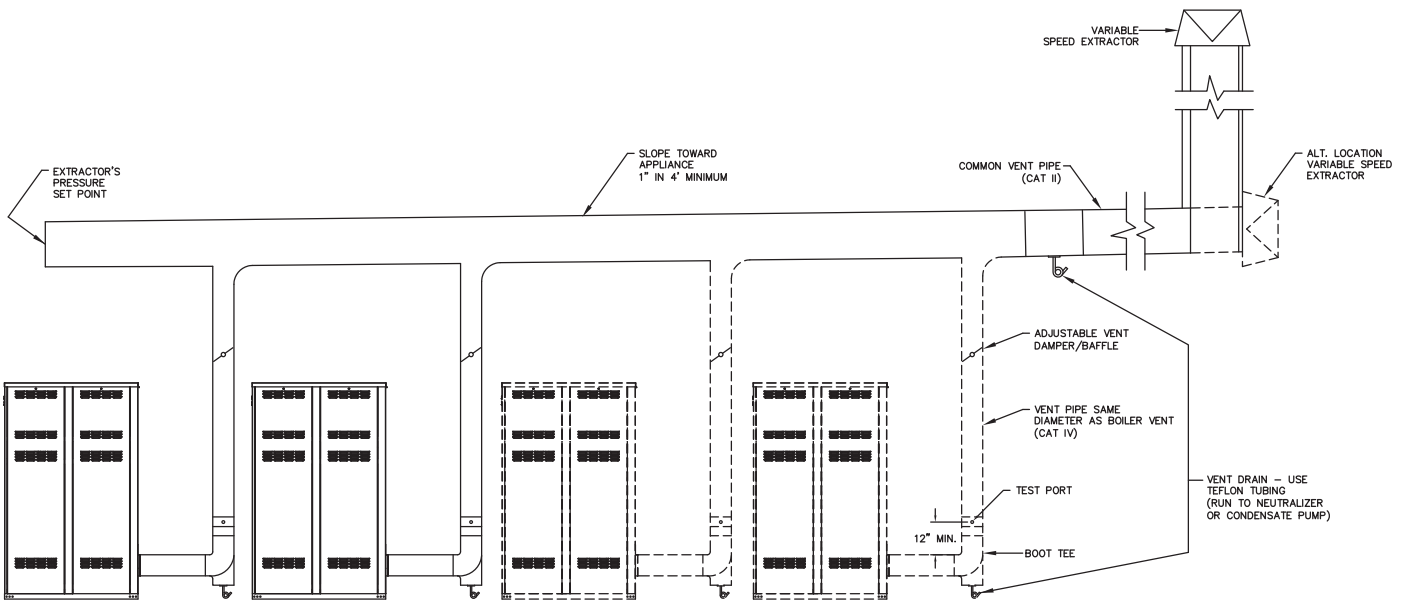 VARIABLE
SPEED EXTRACTOR
EXTRACTOR'S
PRESSURE
SET POINT
SLOPE TOWARD
APPLIANCE
1" IN 4' MINIMUM
COMMON VENT PIPE
(CAT II)
ALT. LOCATION
VARIABLE SPEED
EXTRACTOR
ADJUSTABLE VENT
DAMPER/BAFFLE
VENT PIPE SAME
DIAMETER AS BOILER VENT
(CAT IV)
TEST PORT
12" MIN.
BOOT TEE
VENT DRAIN – USE
TEFLON TUBING
(RUN TO NEUTRALIZER
OR CONDENSATE PUMP)